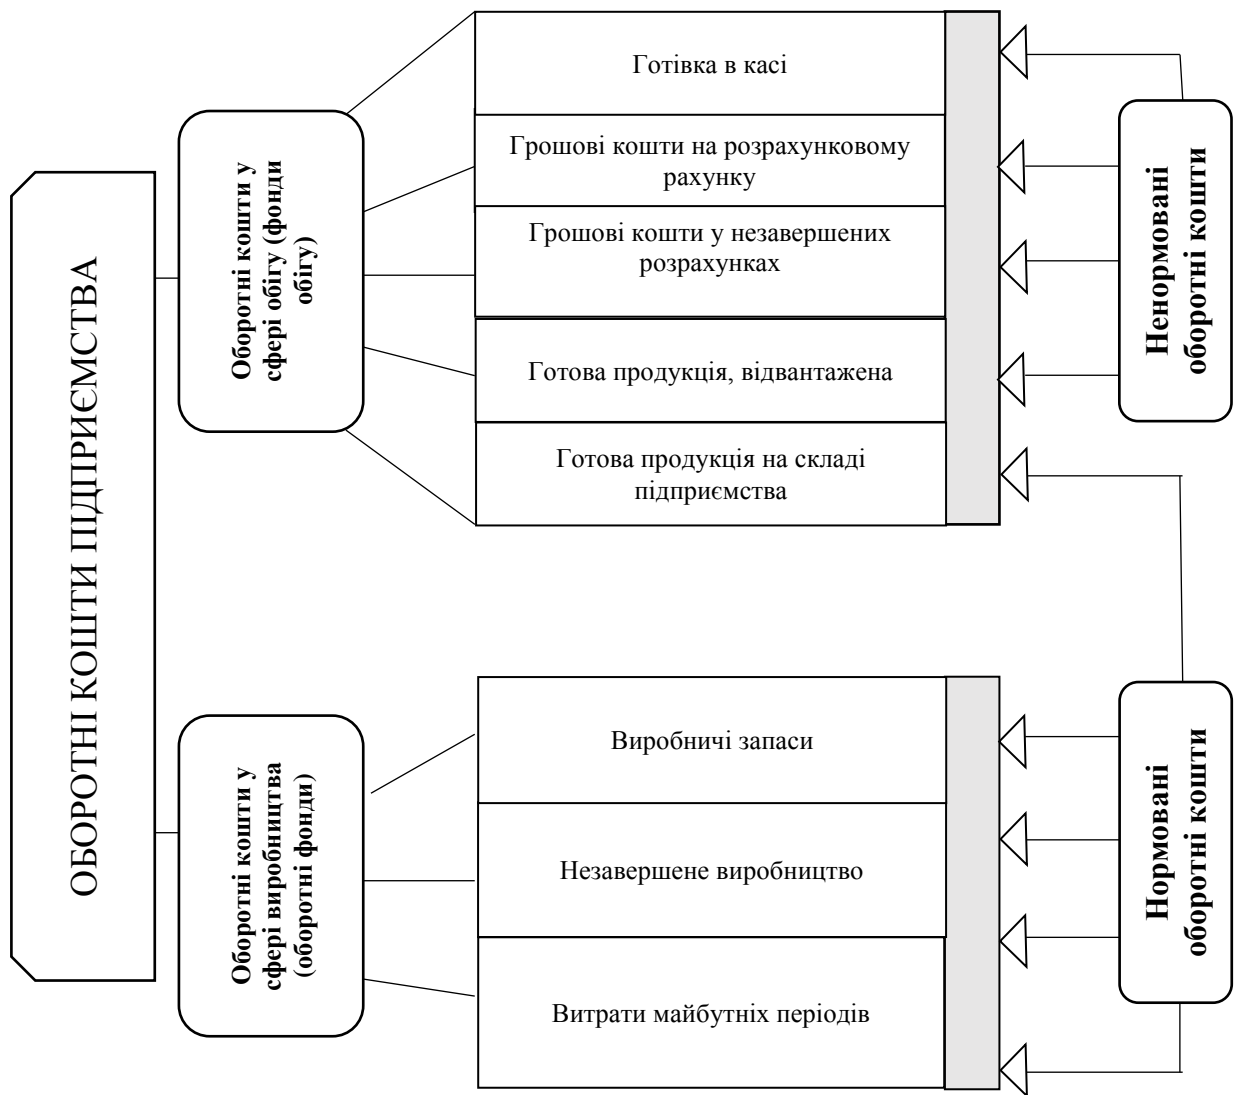 ОБОРОТНІ КОШТИ ПІДПРИЄМСТВА
Оборотні кошти у
сфері обігу (фонди
обігу)
Готівка в касі
Грошові кошти на розрахунковому
рахунку
Грошові кошти у незавершених
розрахунках
Готова продукція, відвантажена
Готова продукція на складі
підприємства
Ненормовані
оборотні кошти
Оборотні кошти у
сфері виробництва
(оборотні фонди)
Виробничі запаси
Незавершене виробництво
Витрати майбутніх періодів
Нормовані
оборотні кошти